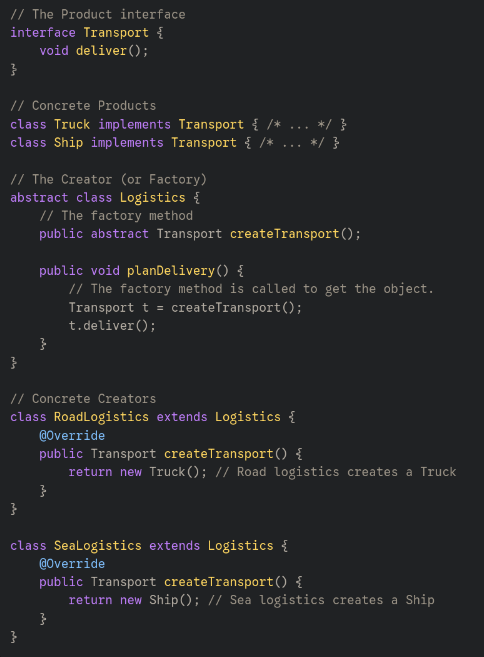 // The Product interface
interface Transport {
    void deliver();
}

// Concrete Products
class Truck implements Transport { /* ... */ }
class Ship implements Transport { /* ... */ }

// The Creator (or Factory)
abstract class Logistics {
    // The factory method
    public abstract Transport createTransport();

    public void planDelivery() {
        // The factory method is called to get the object.
        Transport t = createTransport();
        t.deliver();
    }
}

// Concrete Creators
class RoadLogistics extends Logistics {
    @Override
    public Transport createTransport() {
        return new Truck(); // Road logistics creates a Truck
    }
}

class SeaLogistics extends Logistics {
    @Override
    public Transport createTransport() {
        return new Ship(); // Sea logistics creates a Ship
    }
}